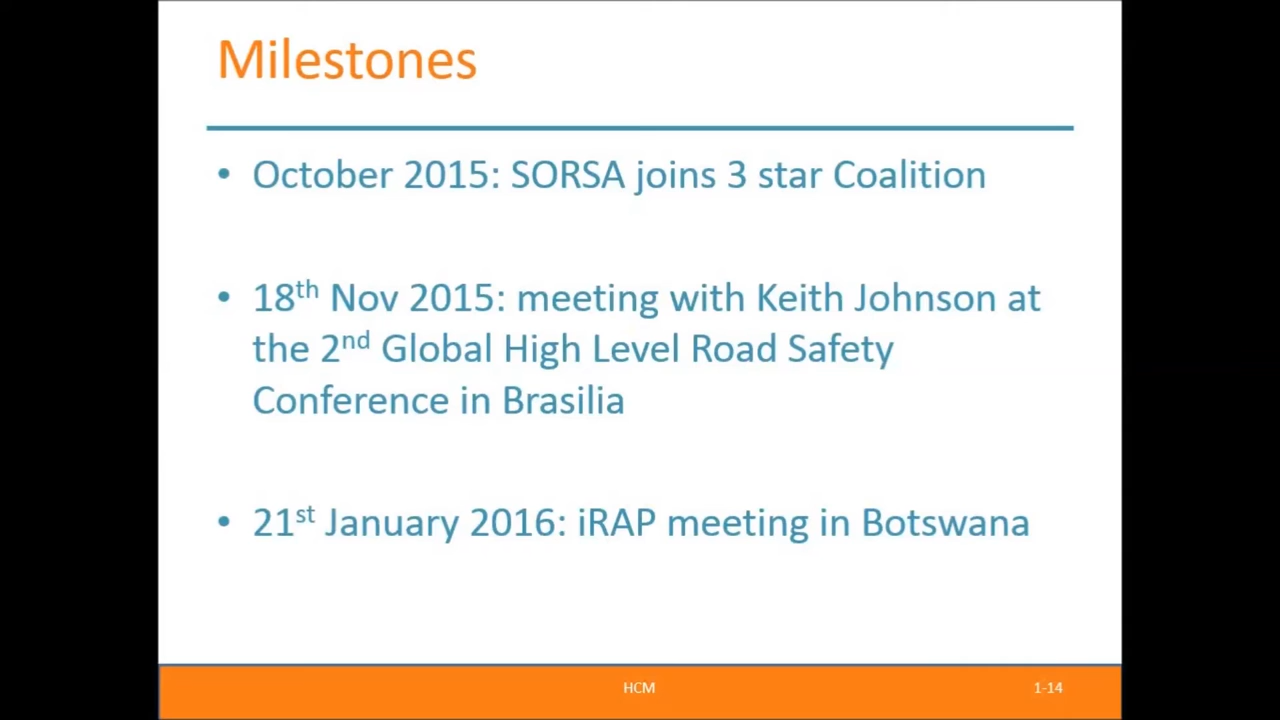 Milestones
• October 2015: SORSA joins 3 star Coalition
• 18th Nov 2015: meeting with Keith Johnson at
the 2nd Global High Level Road Safety
Conference in Brasilia
• 21st January 2016: iRAP meeting in Botswana
HCM
1-14